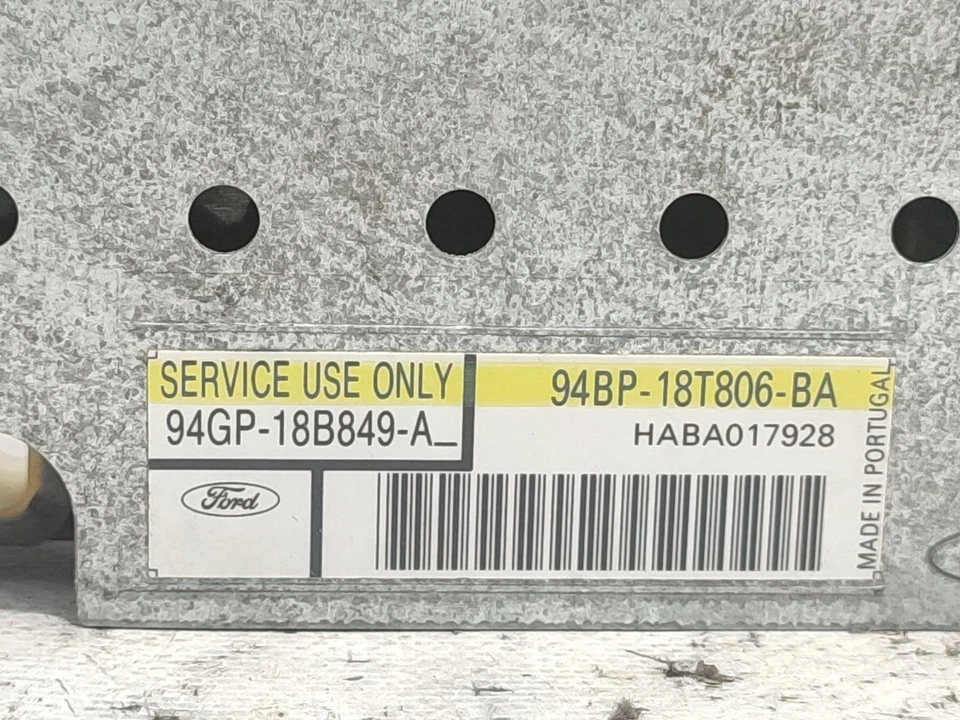 SERVICE USE ONLY
94GP-18B849-A_
94BP-18T806-BA
HABA017928
Ford
MADE IN PORTUGAL